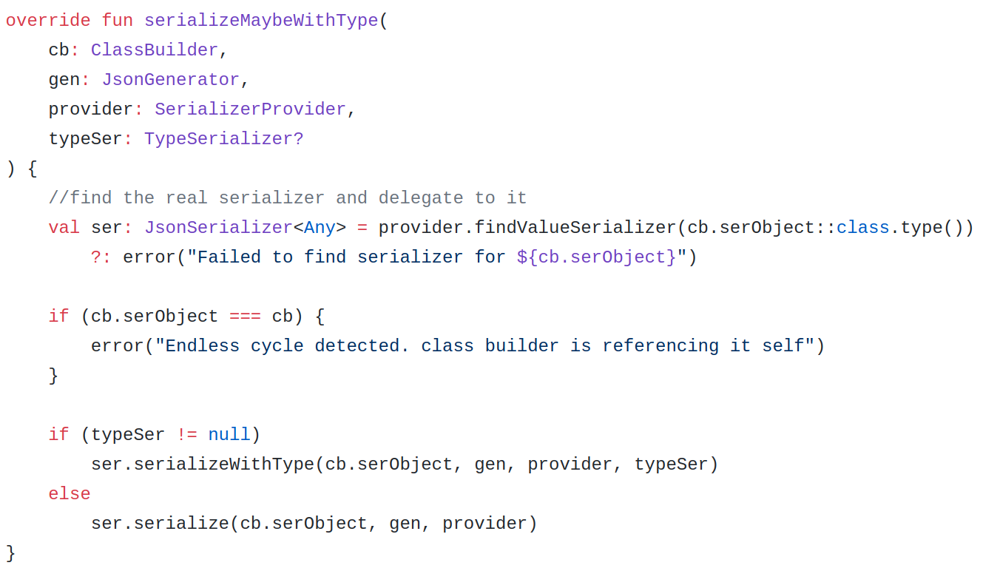 override fun serializeMaybeWithType(
    cb: ClassBuilder,
    gen: JsonGenerator,
    provider: SerializerProvider,
    typeSer: TypeSerializer?
) {
    //find the real serializer and delegate to it
    val ser: JsonSerializer<Any> = provider.findValueSerializer(cb.serObject::class.type())
        ?: error("Failed to find serializer for ${cb.serObject}")

    if (cb.serObject === cb) {
        error("Endless cycle detected. class builder is referencing it self")
    }

    if (typeSer != null)
        ser.serializeWithType(cb.serObject, gen, provider, typeSer)
    else
        ser.serialize(cb.serObject, gen, provider)
}